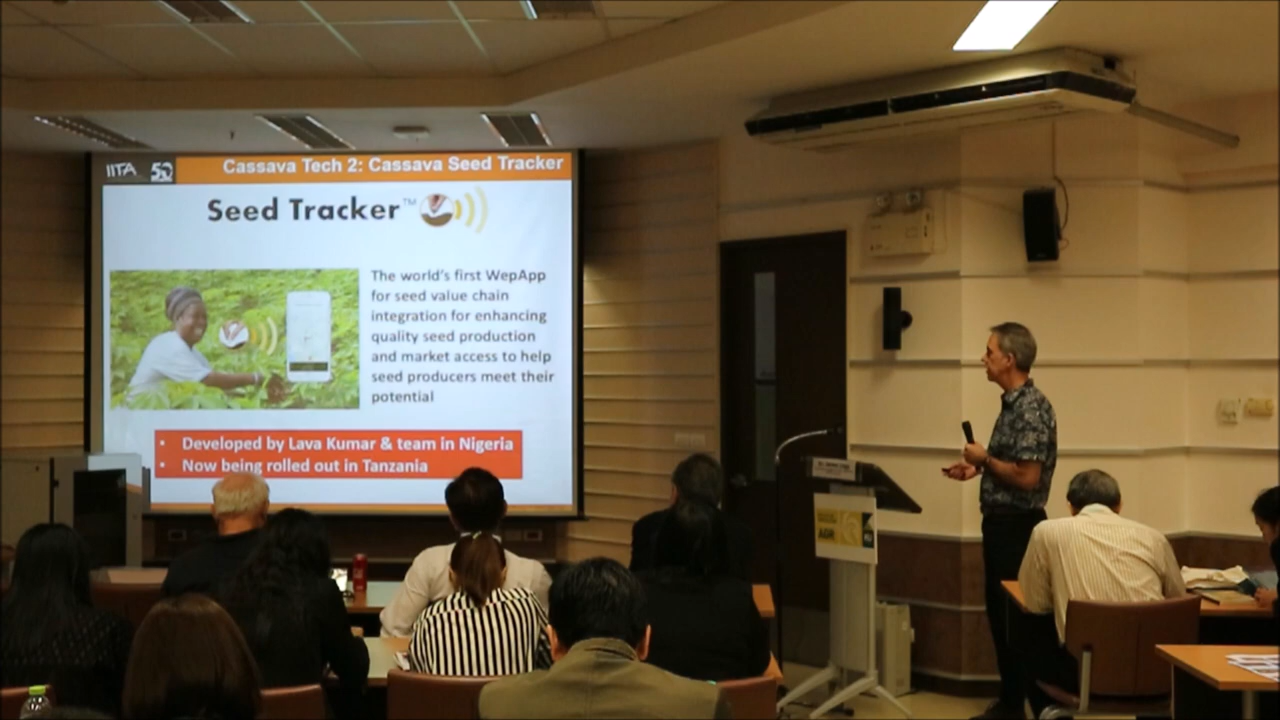 IITA 50 Cassava Tech 2: Cassava Seed Tracker
Seed Tracker™
The world's first WepApp
for seed value chain
integration for enhancing
quality seed production
and market access to help
seed producers meet their
potential
• Developed by Lava Kumar & team in Nigeria
• Now being rolled out in Tanzania